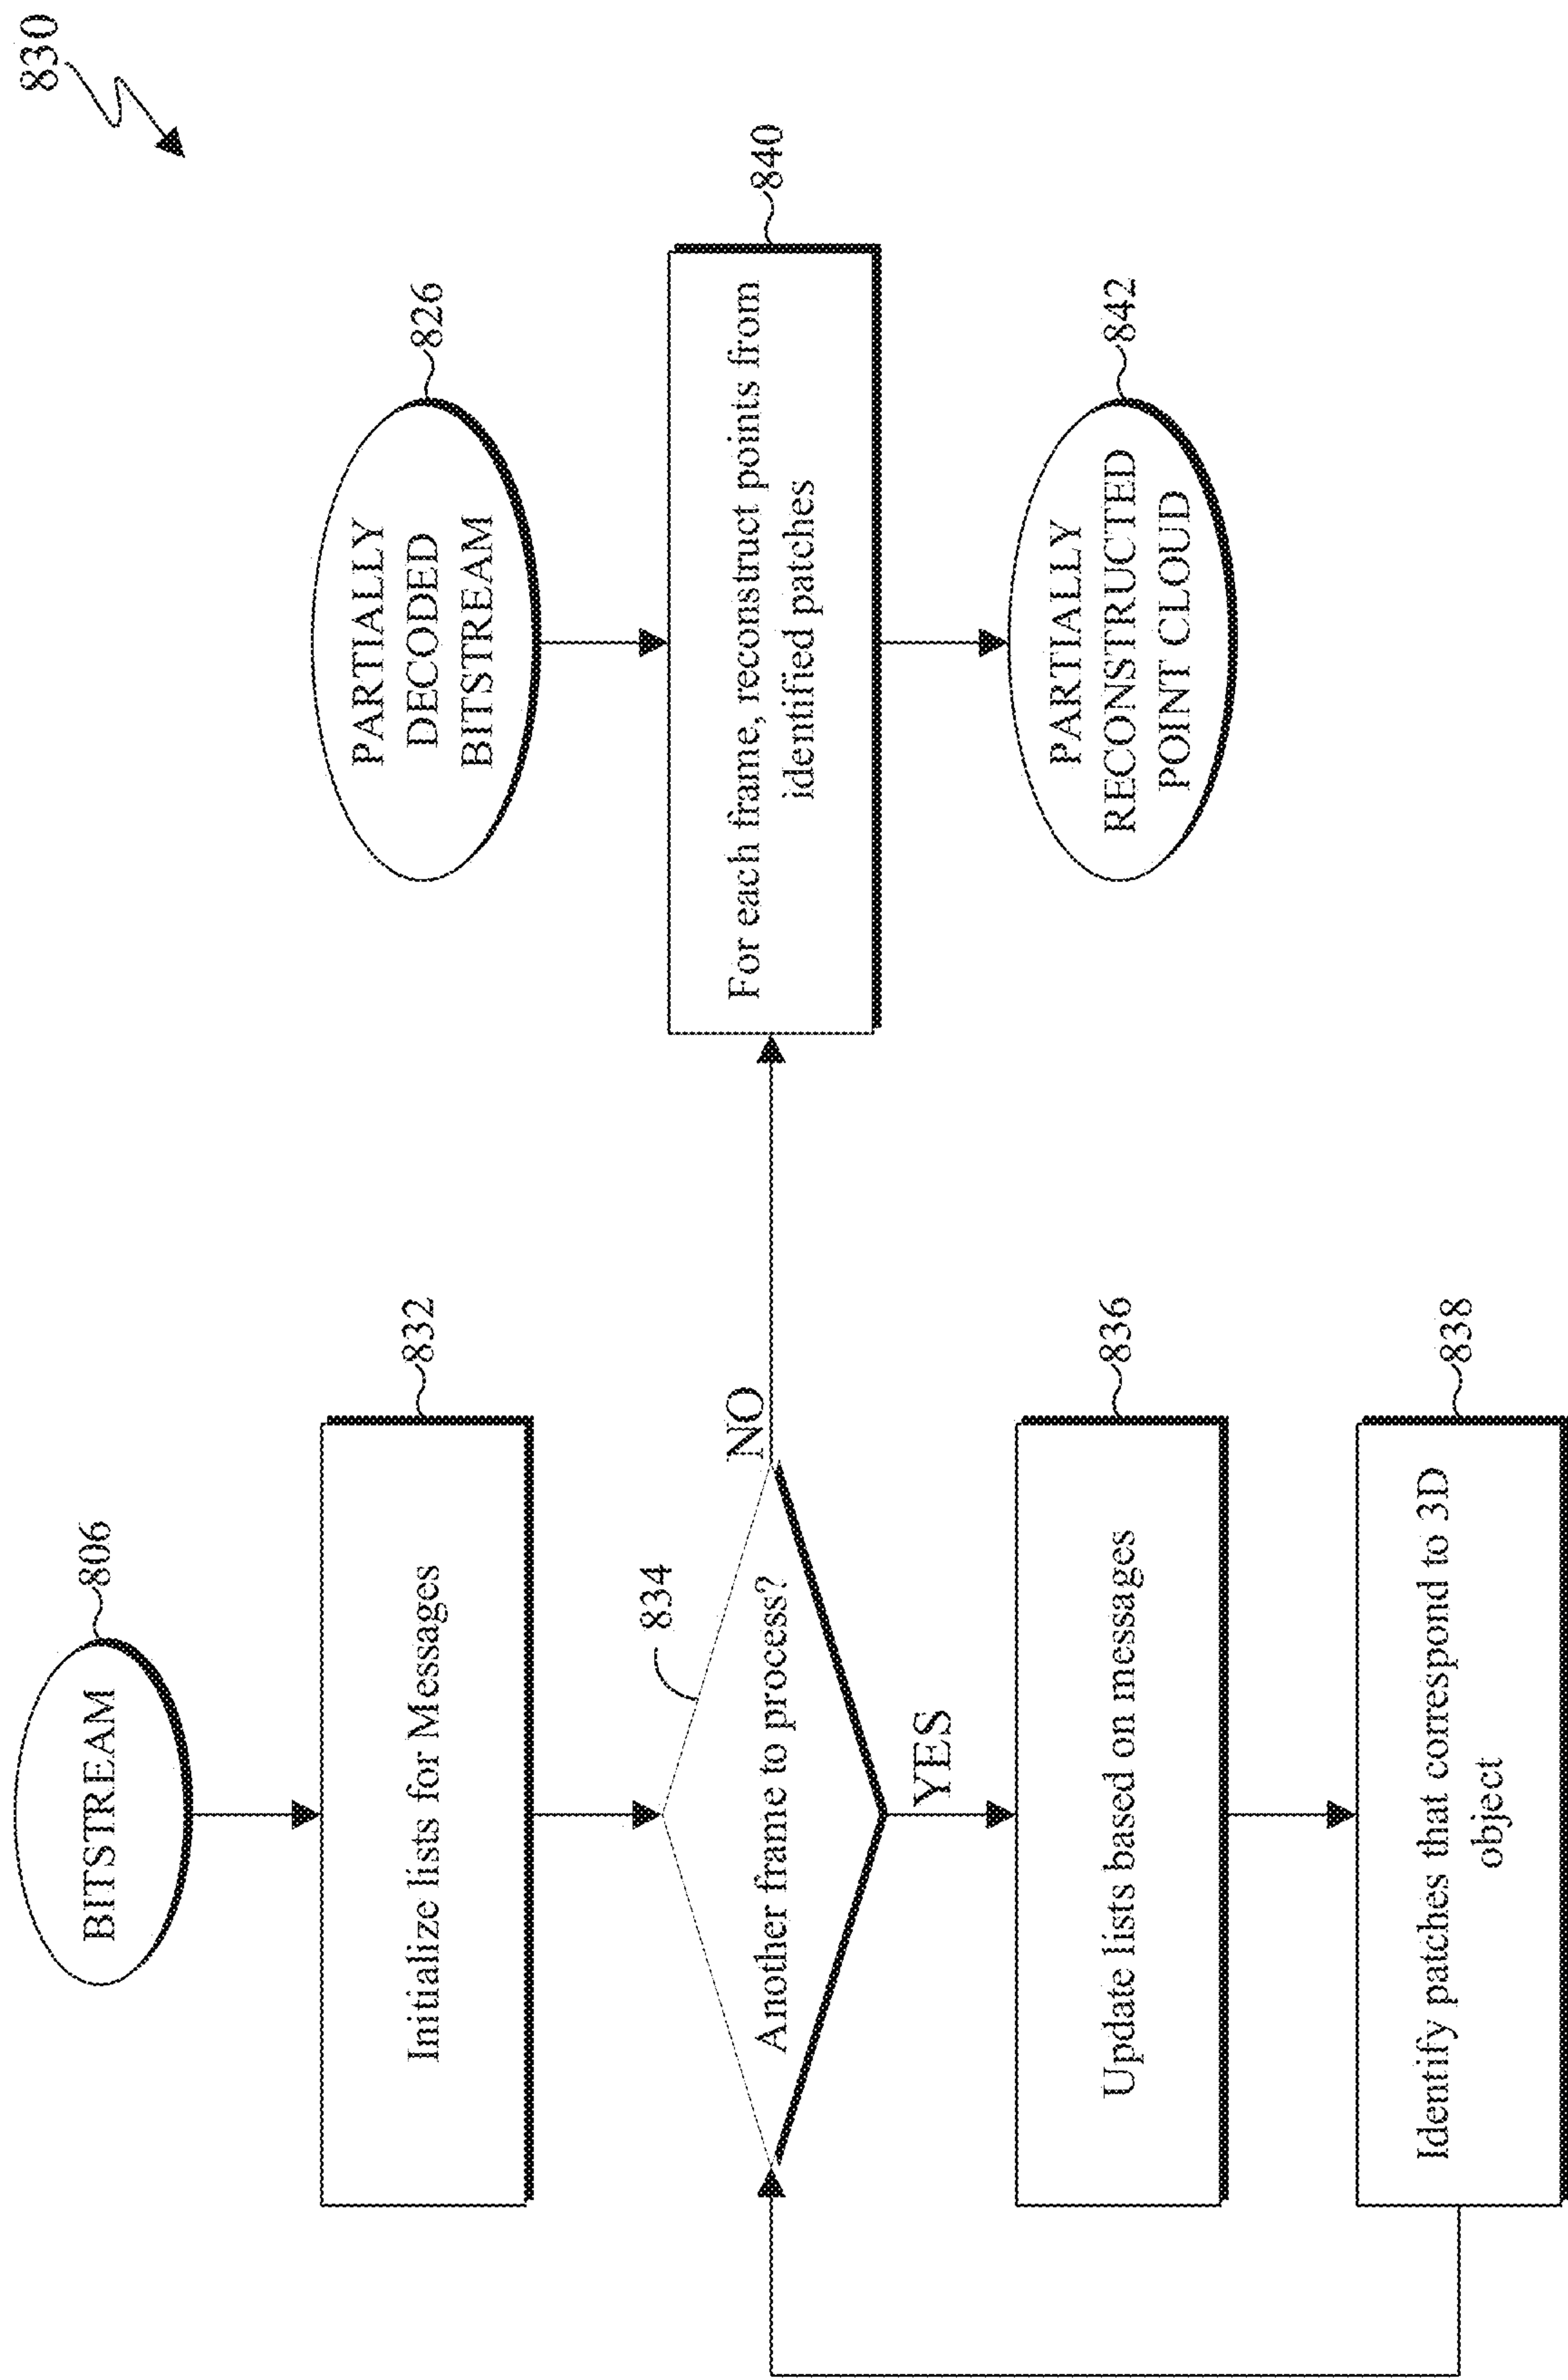 830
BITSTREAM
806
Initialize lists for Messages
832
Another frame to process?
834
NO
YES
Update lists based on messages
836
Identify patches that correspond to 3D
object
838
PARTIALLY
DECODED
BITSTREAM
826
For each frame, reconstruct points from
identified patches
840
PARTIALLY
RECONSTRUCTED
POINT CLOUD
842